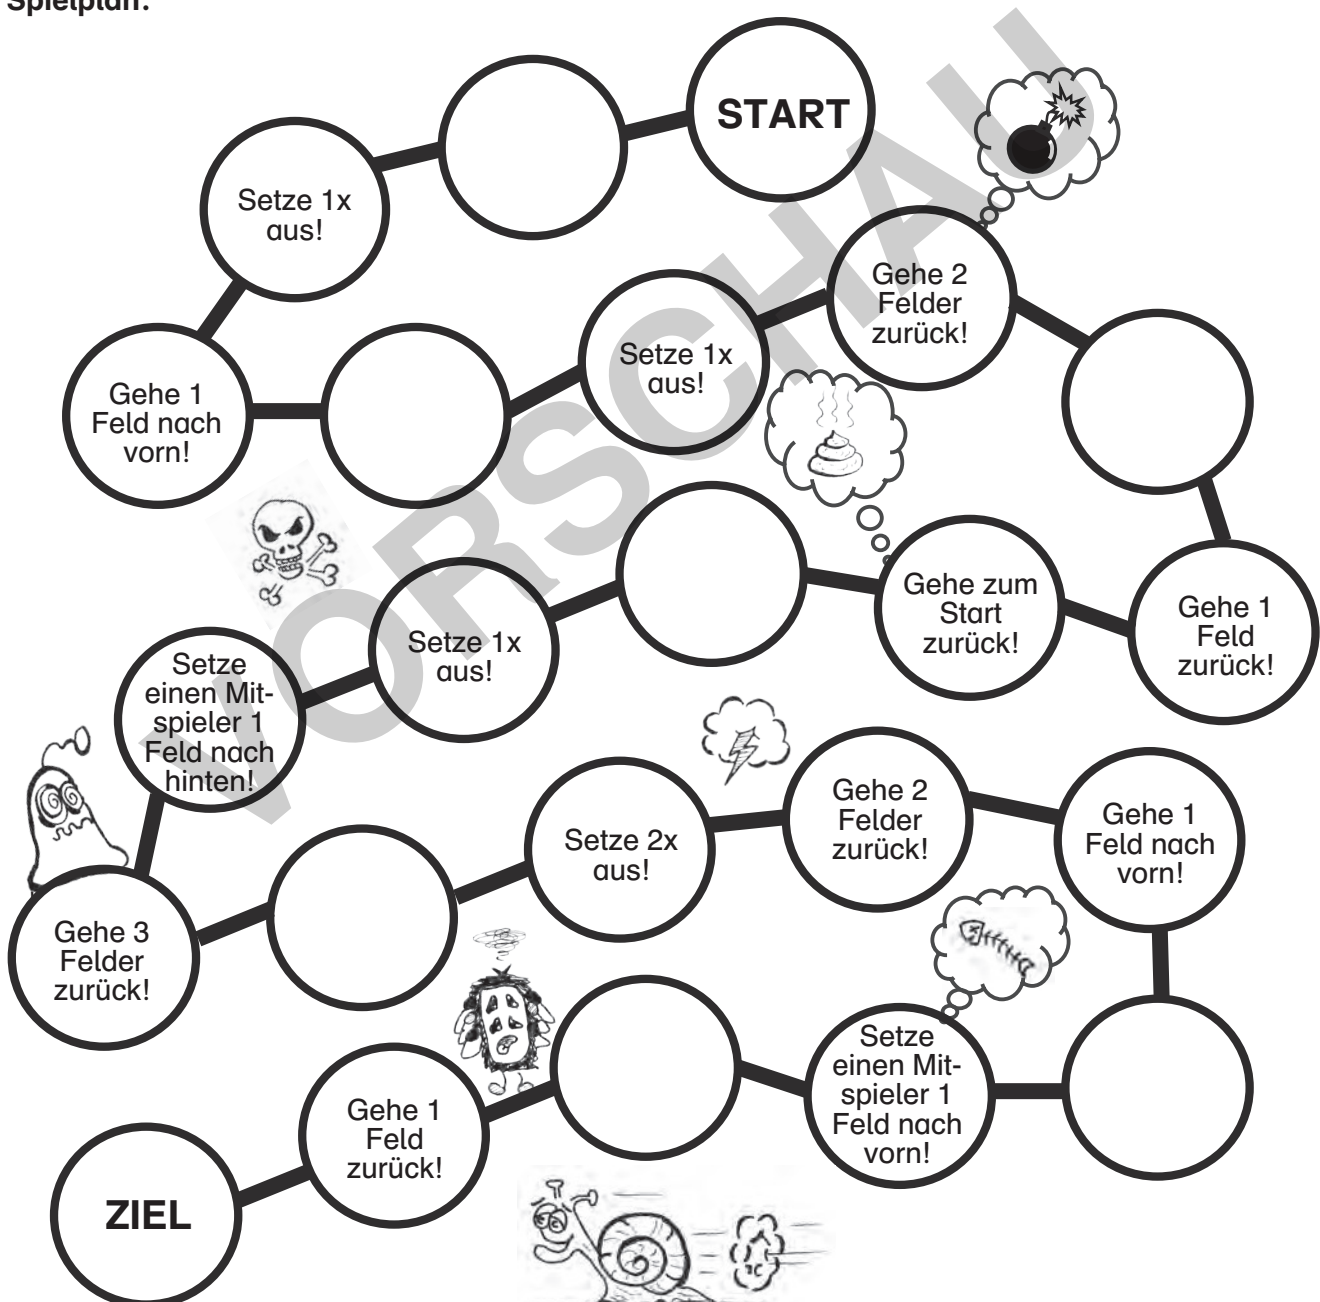 Spielplan:
START
Setze 1x
aus!
Gehe 1
Feld nach
vorn!
Setze 1x
aus!
Gehe 2
Felder
zurück!
Gehe 1
Feld
zurück!
Gehe zum
Start
zurück!
Setze 1x
aus!
Setze
einen Mit-
spieler 1
Feld nach
hinten!
Gehe 3
Felder
zurück!
Setze 2x
aus!
Gehe 2
Felder
zurück!
Gehe 1
Feld nach
vorn!
Setze
einen Mit-
spieler 1
Feld nach
vorn!
Gehe 1
Feld
zurück!
ZIEL
VORSCHAU